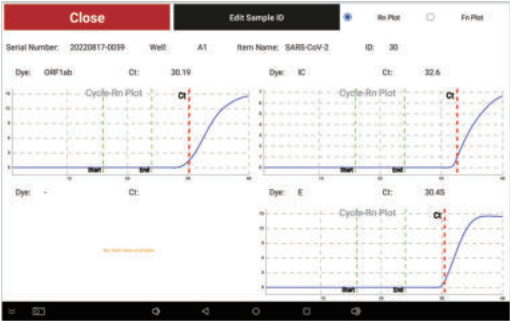 Close Edit Sample ID Rn Plot Fn Plot
Serial Number: 20220817-0059 Well: A1 Item Name: SARS-CoV-2 ID: 30
Dye: ORF1ab Ct: 30.19 Dye: IC Ct: 32.6
Cycle-Rn Plot Ct Cycle-Rn Plot Ct
Start End Start End
Dye: - Ct: Dye: E Ct: 30.45
Cycle-Rn Plot Ct
Start End